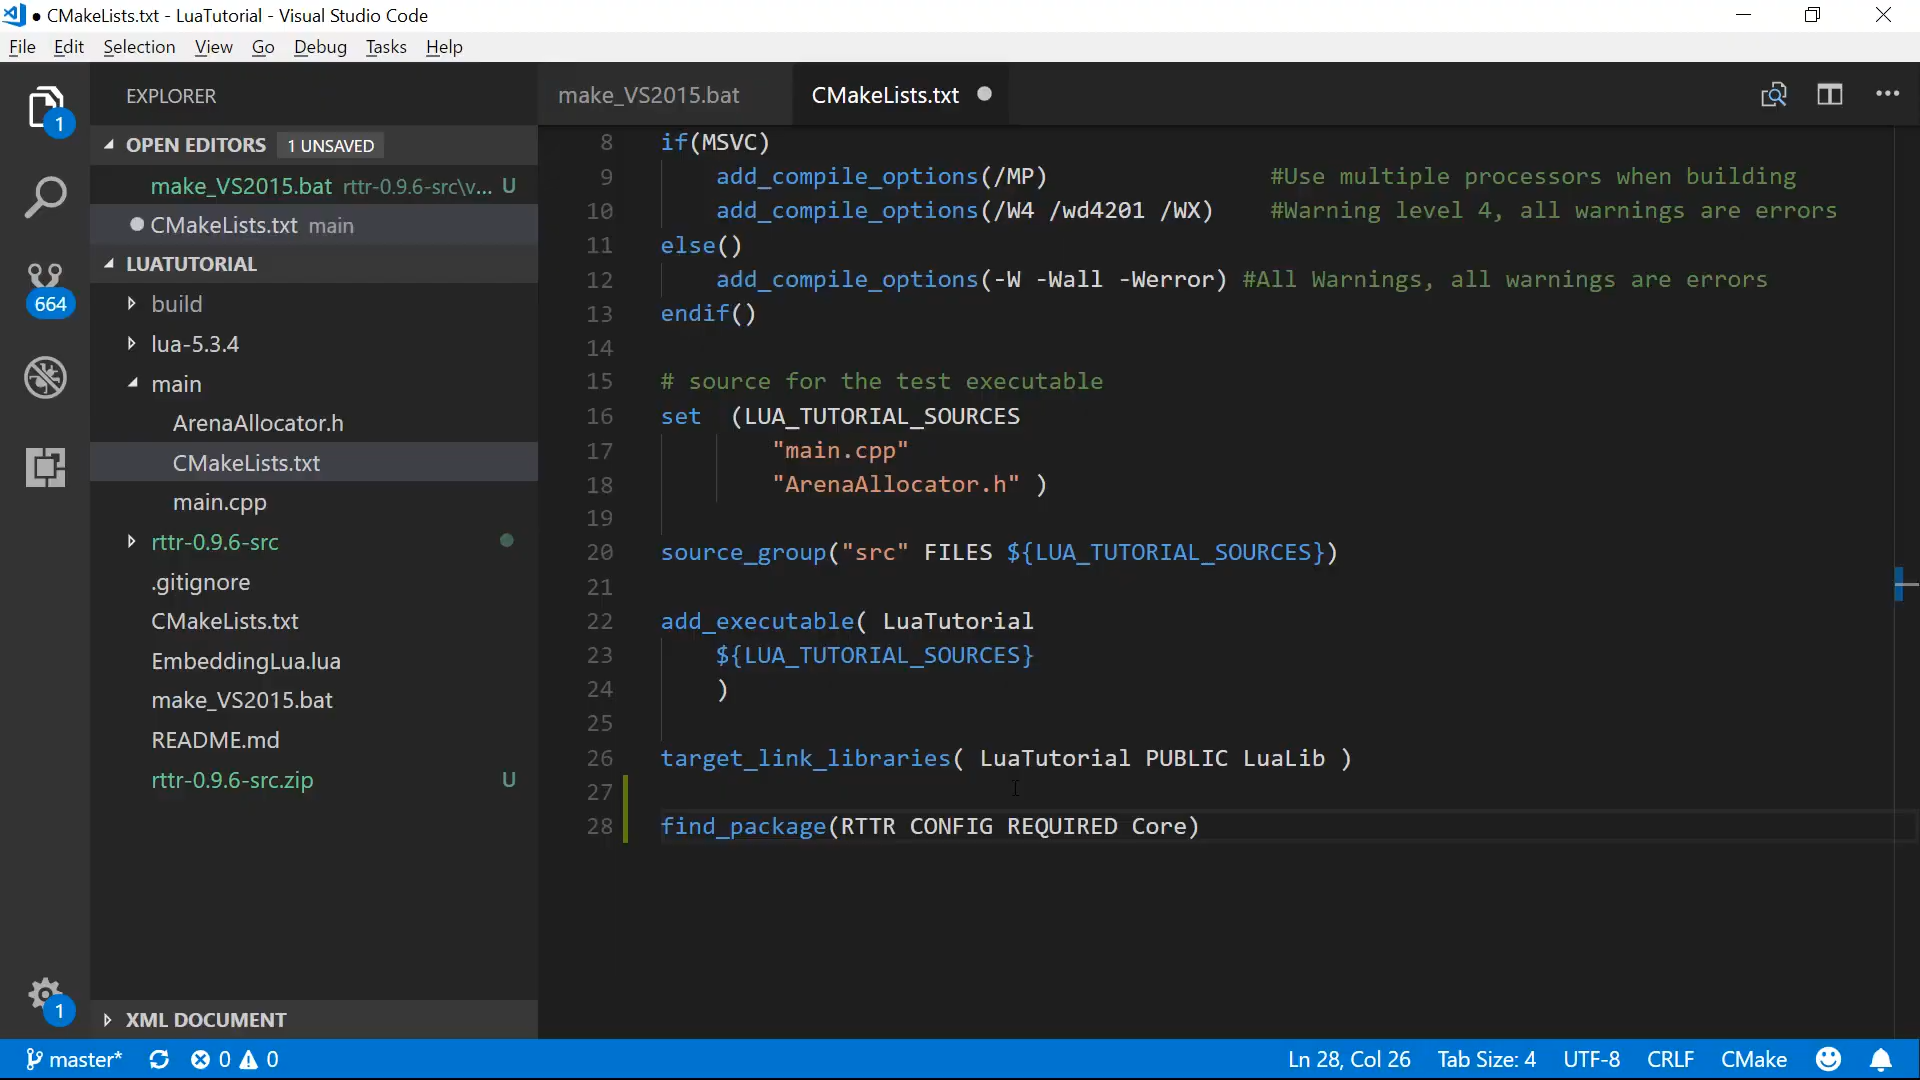 ● CMakeLists.txt - LuaTutorial - Visual Studio Code
File Edit Selection View Go Debug Tasks Help
EXPLORER
OPEN EDITORS 1 UNSAVED
make_VS2015.bat rttr-0.9.6-src\v... U
CMakeLists.txt main
LUATUTORIAL
build
lua-5.3.4
main
ArenaAllocator.h
CMakeLists.txt
main.cpp
rttr-0.9.6-src
.gitignore
CMakeLists.txt
EmbeddingLua.lua
make_VS2015.bat
README.md
rttr-0.9.6-src.zip U
XML DOCUMENT
1
664
1
make_VS2015.bat CMakeLists.txt
8 if(MSVC)
9 add_compile_options(/MP) #Use multiple processors when building
10 add_compile_options(/W4 /wd4201 /WX) #Warning level 4, all warnings are errors
11 else()
12 add_compile_options(-W -Wall -Werror) #All Warnings, all warnings are errors
13 endif()
14
15 # source for the test executable
16 set (LUA_TUTORIAL_SOURCES
17 "main.cpp"
18 "ArenaAllocator.h" )
19
20 source_group("src" FILES ${LUA_TUTORIAL_SOURCES})
21
22 add_executable( LuaTutorial
23 ${LUA_TUTORIAL_SOURCES}
24 )
25
26 target_link_libraries( LuaTutorial PUBLIC LuaLib )
27
28 find_package(RTTR CONFIG REQUIRED Core)
master* 0 0 Ln 28, Col 26 Tab Size: 4 UTF-8 CRLF CMake